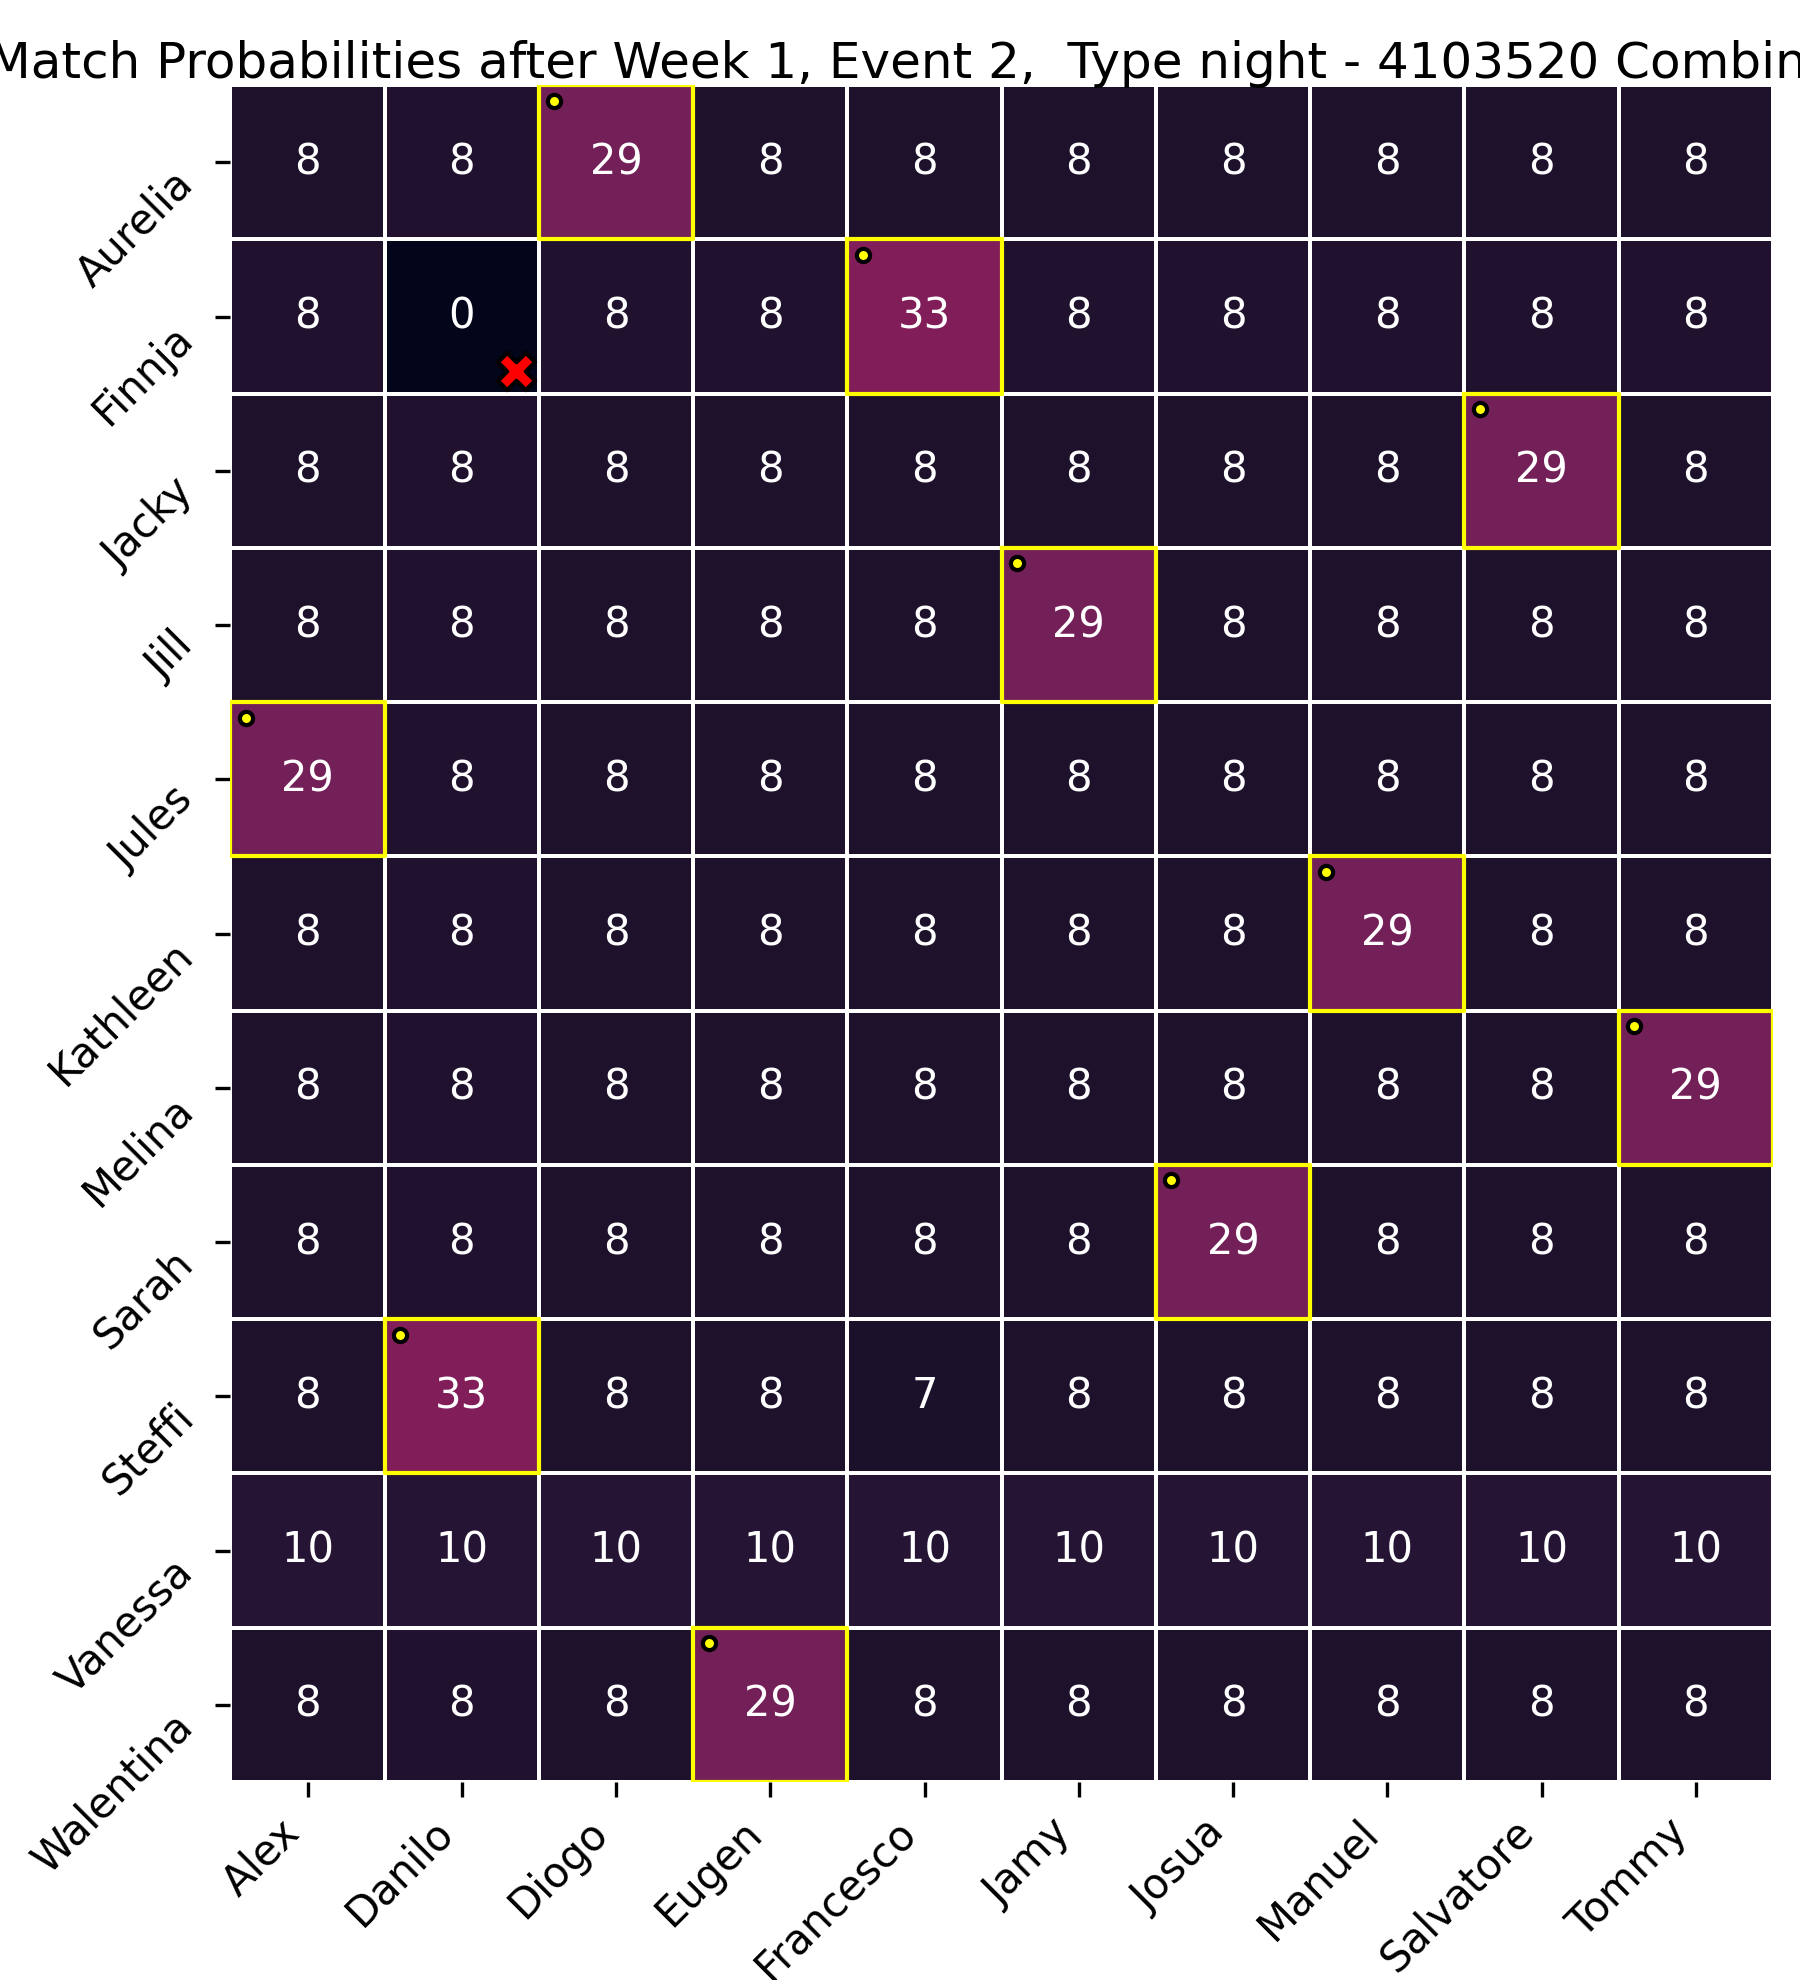 Match Probabilities after Week 1, Event 2, Type night - 4103520 Combin
Aurelia 8 8 29 8 8 8 8 8 8 8
Finnja 8 0 8 8 33 8 8 8 8 8
Jacky 8 8 8 8 8 8 8 8 29 8
Jill 8 8 8 8 8 29 8 8 8 8
Jules 29 8 8 8 8 8 8 8 8 8
Kathleen 8 8 8 8 8 8 8 29 8 8
Melina 8 8 8 8 8 8 8 8 8 29
Sarah 8 8 8 8 8 8 29 8 8 8
Steffi 8 33 8 8 7 8 8 8 8 8
Vanessa 10 10 10 10 10 10 10 10 10 10
Walentina 8 8 8 29 8 8 8 8 8 8
Alex Danilo Diogo Eugen Francesco Jamy Josua Manuel Salvatore Tommy